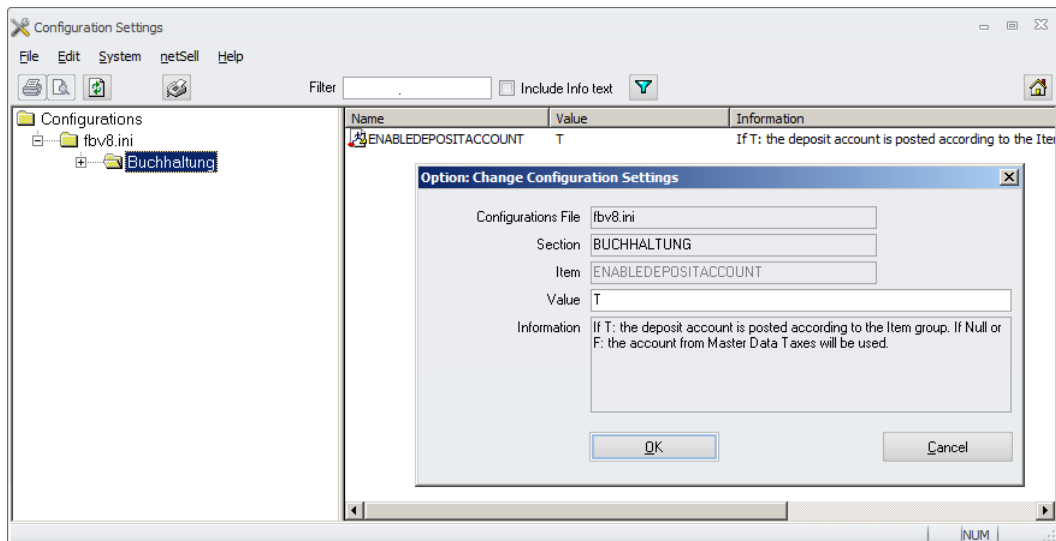 Configuration Settings
File Edit System netSell Help
Filter . Include Info text
Configurations
fbv8.ini
Buchhaltung
Name Value Information
ENABLEDEPOSITACCOUNT T If T: the deposit account is posted according to the Iter
Option: Change Configuration Settings
Configurations File fbv8.ini
Section BUCHHALTUNG
Item ENABLEDEPOSITACCOUNT
Value T
Information If T: the deposit account is posted according to the Item group. If Null or
F: the account from Master Data Taxes will be used.
OK Cancel
NUM